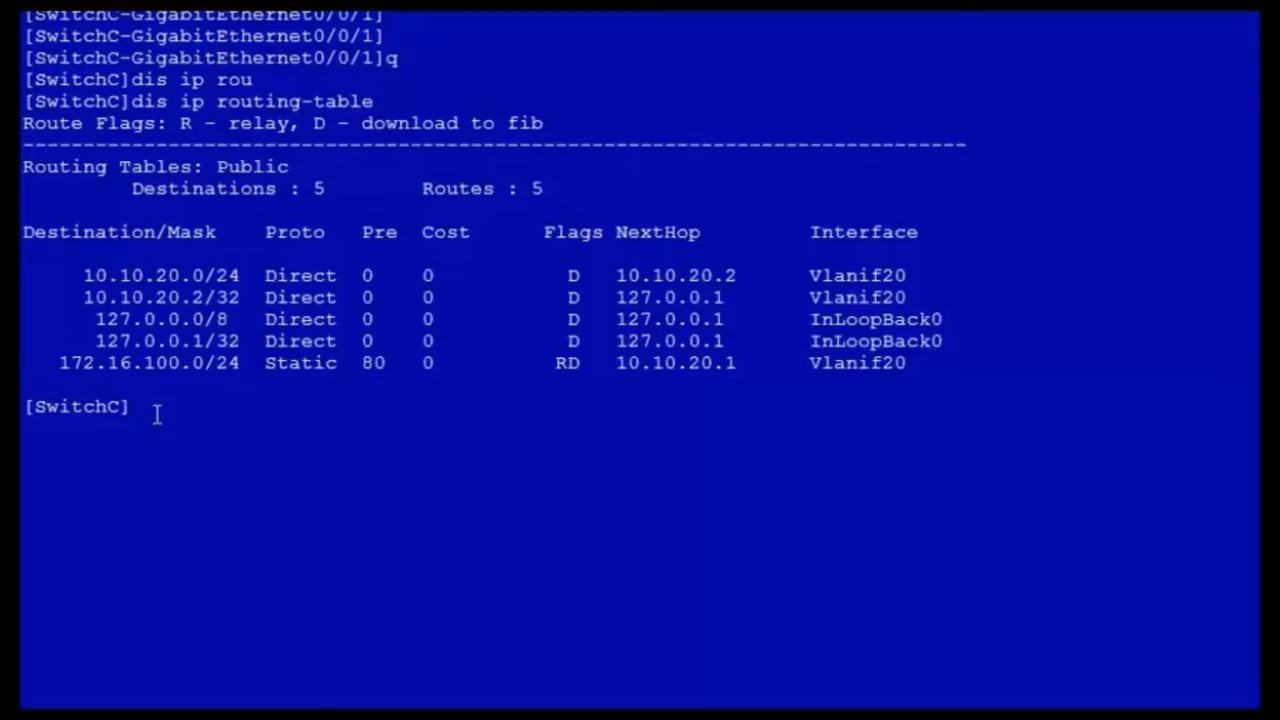 [SwitchC-GigabitEthernet0/0/1]
[SwitchC-GigabitEthernet0/0/1]
[SwitchC-GigabitEthernet0/0/1]q
[SwitchC]dis ip rou
[SwitchC]dis ip routing-table
Route Flags: R - relay, D - download to fib
------------------------------------------------------------------------------
Routing Tables: Public
         Destinations : 5        Routes : 5

Destination/Mask    Proto   Pre  Cost      Flags NextHop         Interface

     10.10.20.0/24  Direct  0    0           D   10.10.20.2      Vlanif20
     10.10.20.2/32  Direct  0    0           D   127.0.0.1       Vlanif20
      127.0.0.0/8   Direct  0    0           D   127.0.0.1       InLoopBack0
      127.0.0.1/32  Direct  0    0           D   127.0.0.1       InLoopBack0
   172.16.100.0/24  Static  80   0          RD   10.10.20.1      Vlanif20

[SwitchC]